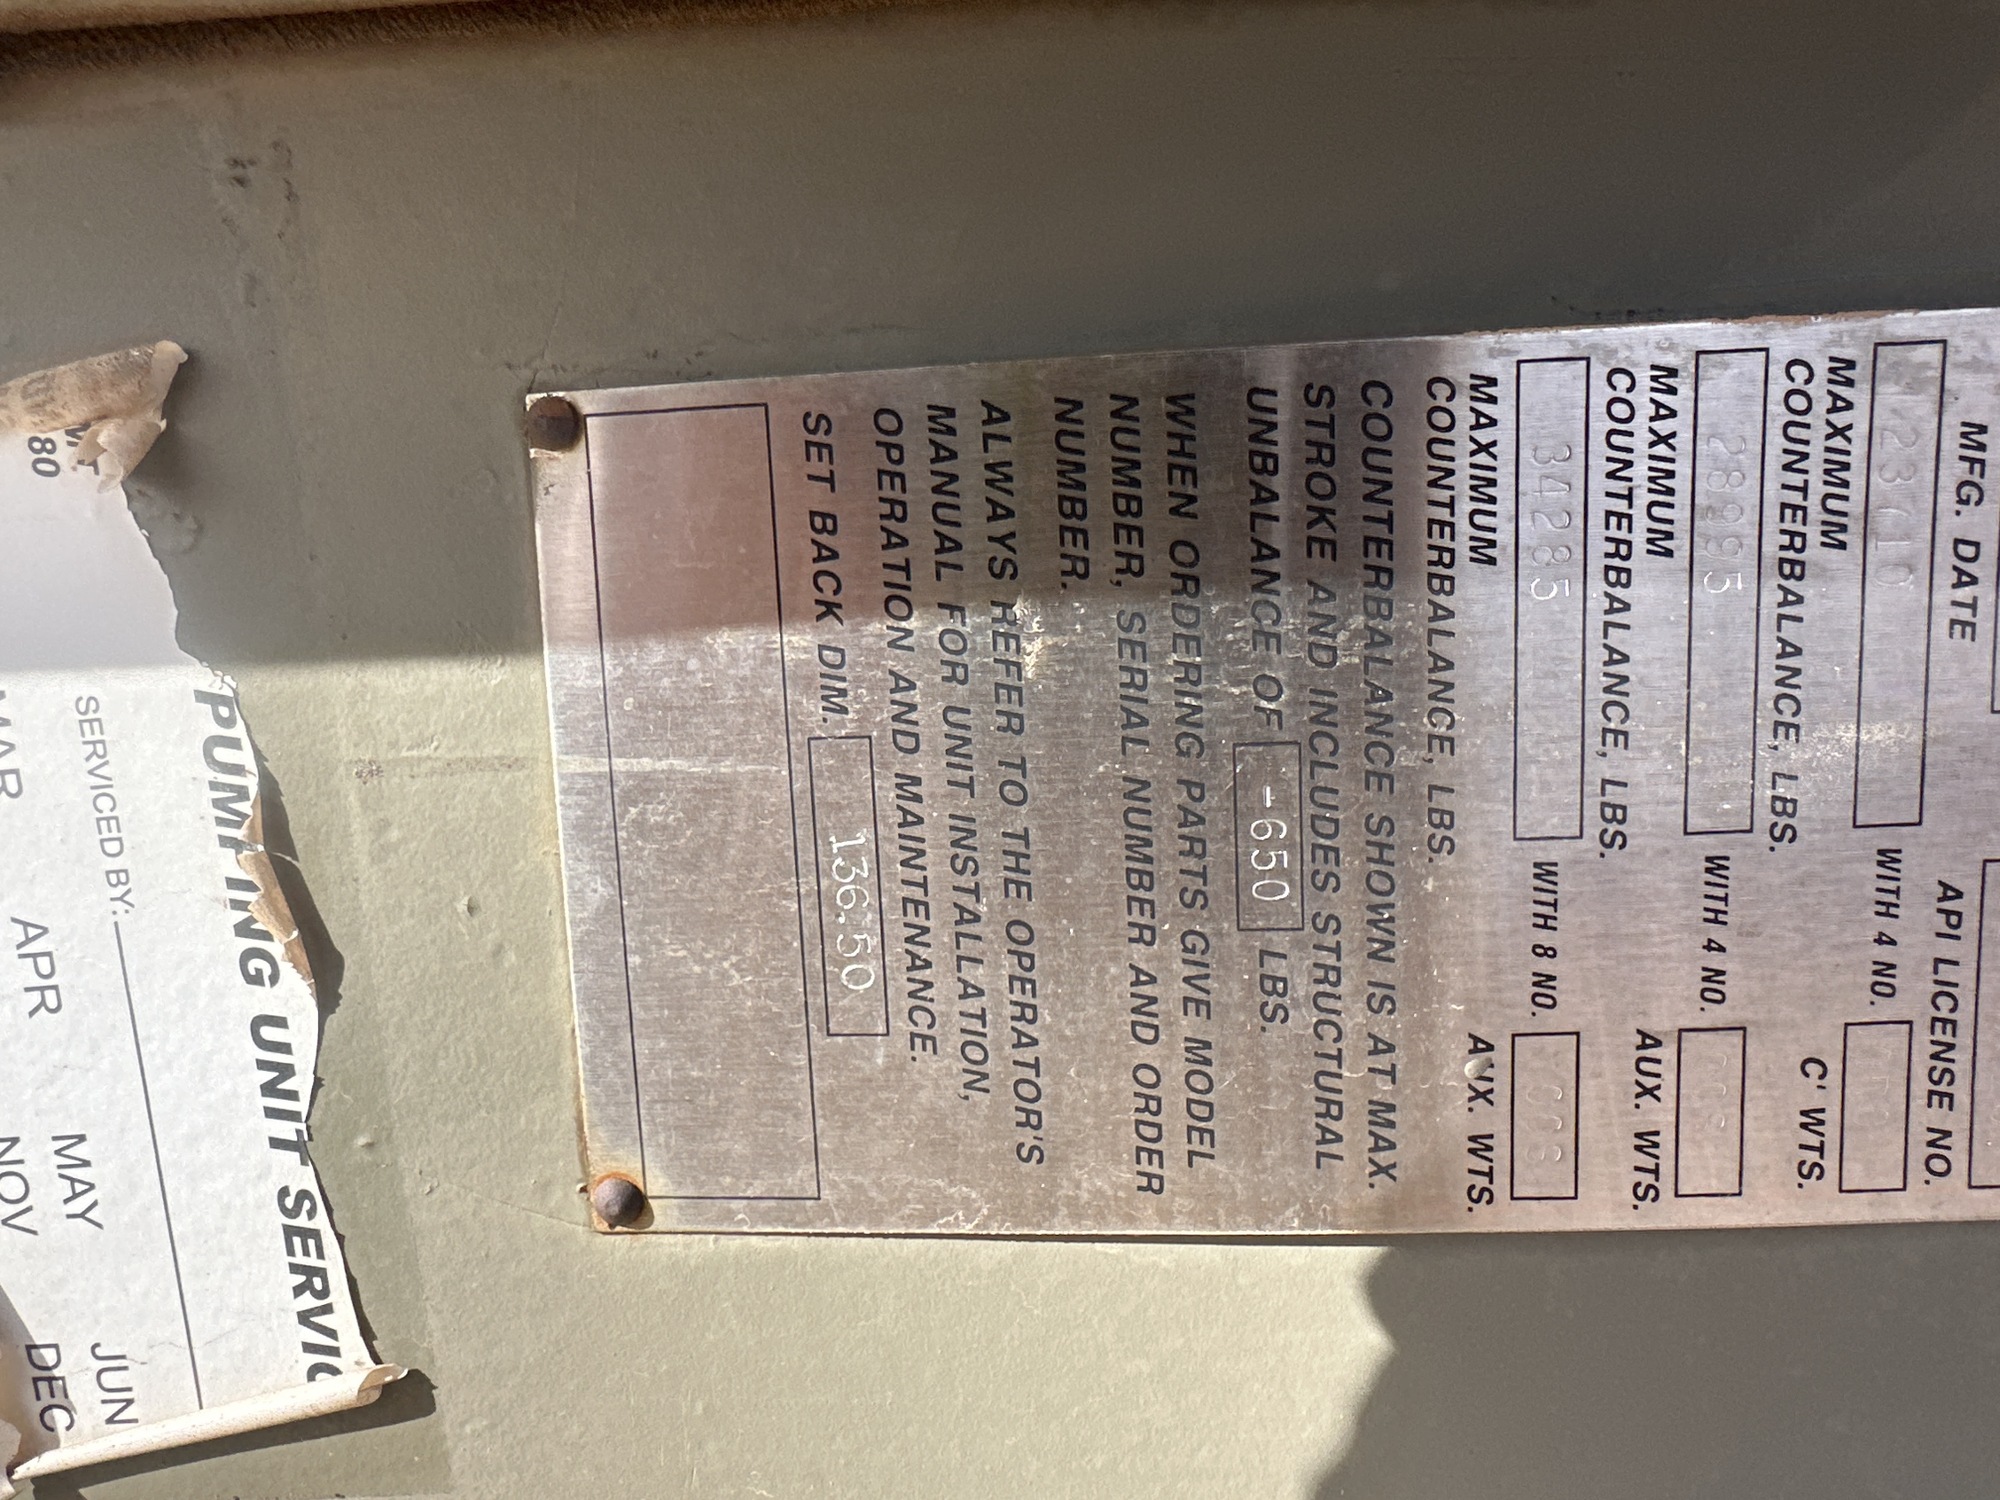 MFG. DATE API LICENSE NO.
23710 WITH 4 NO.
MAXIMUM C' WTS.
COUNTERBALANCE, LBS.
28995 WITH 4 NO.
MAXIMUM AUX. WTS.
COUNTERBALANCE, LBS.
34285 WITH 8 NO.
MAXIMUM AUX. WTS.
COUNTERBALANCE, LBS.
COUNTERBALANCE SHOWN IS AT MAX.
STROKE AND INCLUDES STRUCTURAL
UNBALANCE OF -650 LBS.
WHEN ORDERING PARTS GIVE MODEL
NUMBER, SERIAL NUMBER AND ORDER
NUMBER.
ALWAYS REFER TO THE OPERATOR'S
MANUAL FOR UNIT INSTALLATION,
OPERATION AND MAINTENANCE.
SET BACK DIM. 136.50
PUMPING UNIT SERVIC
SERVICED BY:
80
MAR APR MAY JUN
NOV DEC